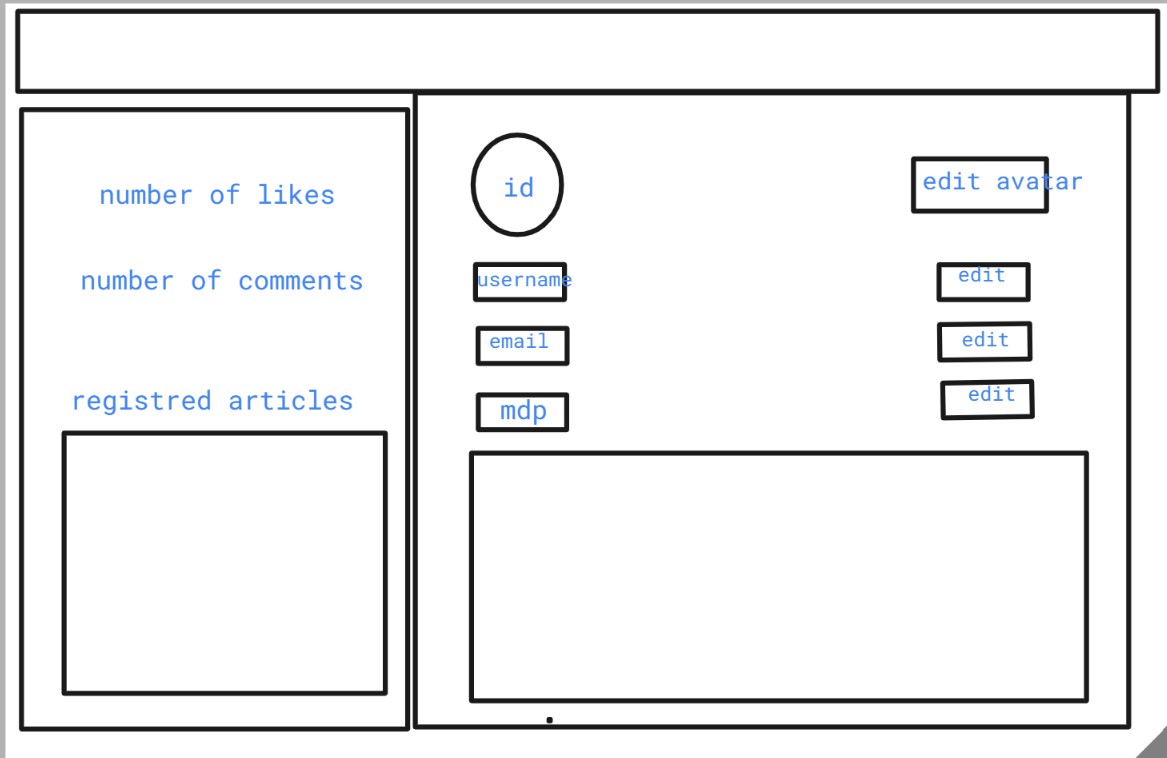 number of likes
number of comments
registred articles
id
edit avatar
username
edit
email
edit
mdp
edit